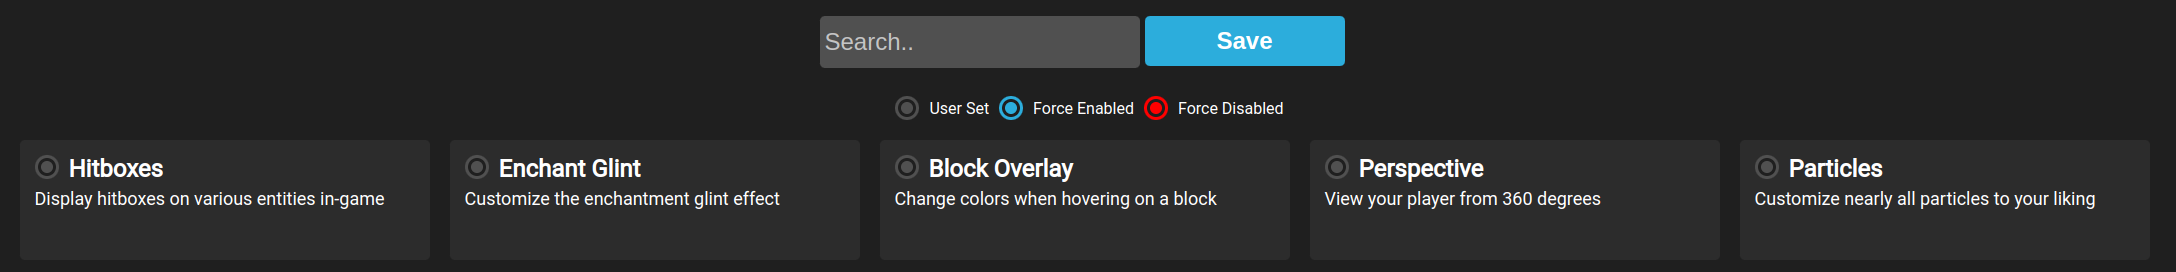 Search..
Save
User Set
Force Enabled
Force Disabled
Hitboxes
Display hitboxes on various entities in-game
Enchant Glint
Customize the enchantment glint effect
Block Overlay
Change colors when hovering on a block
Perspective
View your player from 360 degrees
Particles
Customize nearly all particles to your liking